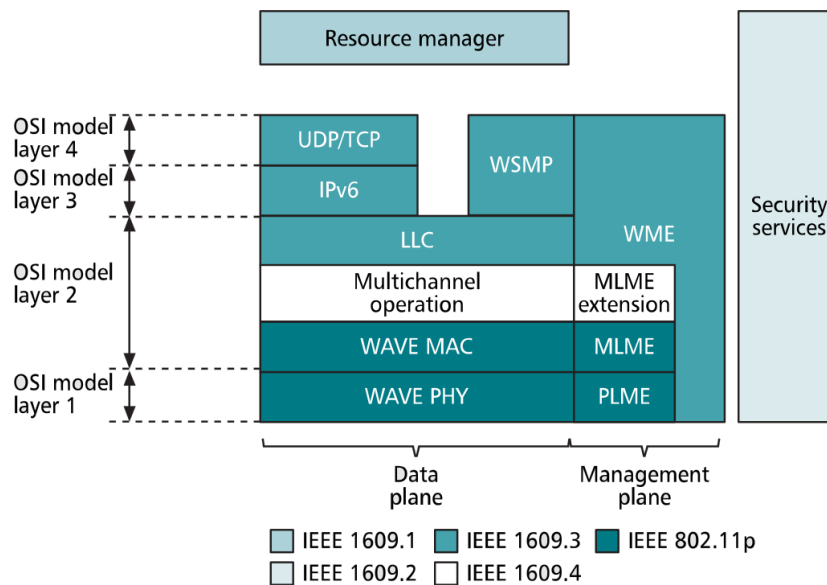 Resource manager
OSI model
layer 4
UDP/TCP
WSMP
OSI model
layer 3
IPv6
Security
services
LLC
WME
OSI model
layer 2
Multichannel
operation
MLME
extension
WAVE MAC
MLME
OSI model
layer 1
WAVE PHY
PLME
Data
plane
Management
plane
IEEE 1609.1
IEEE 1609.3
IEEE 802.11p
IEEE 1609.2
IEEE 1609.4